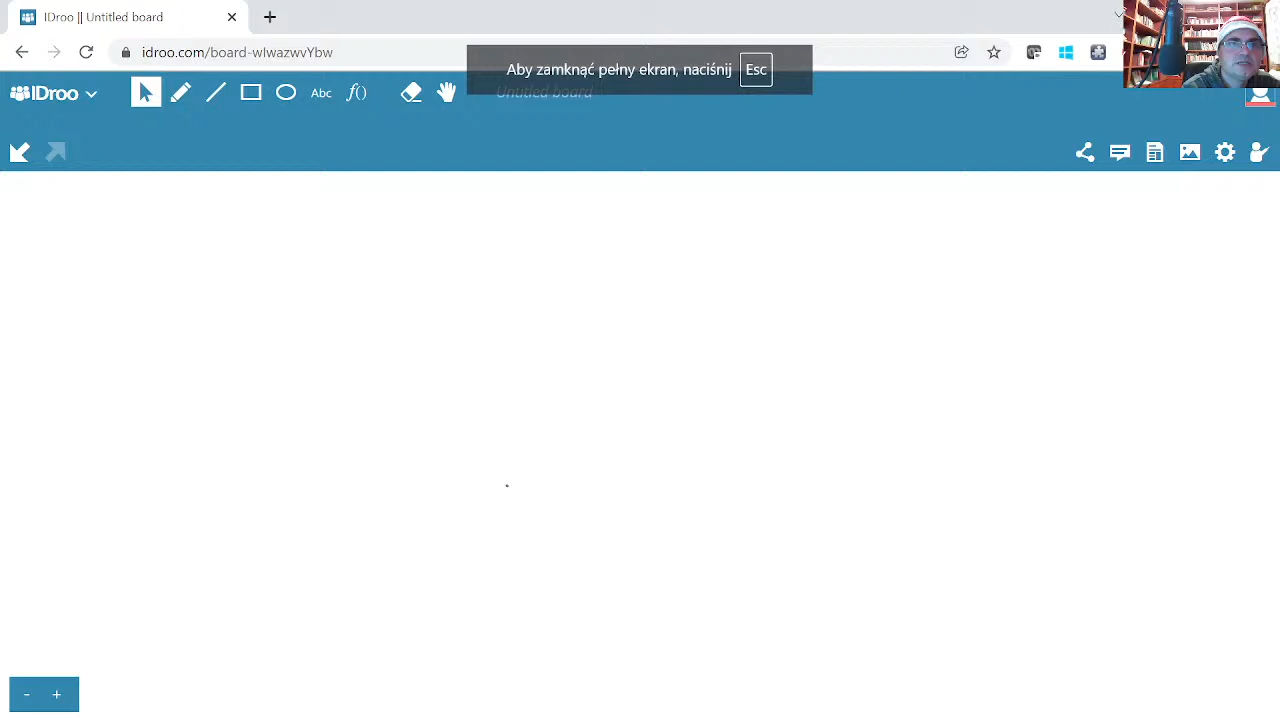 IDroo || Untitled board
idroo.com/board-wIwazwvYbw
Aby zamknąć pełny ekran, naciśnij Esc
IDroo
Abc
f()
Untitled board
- +